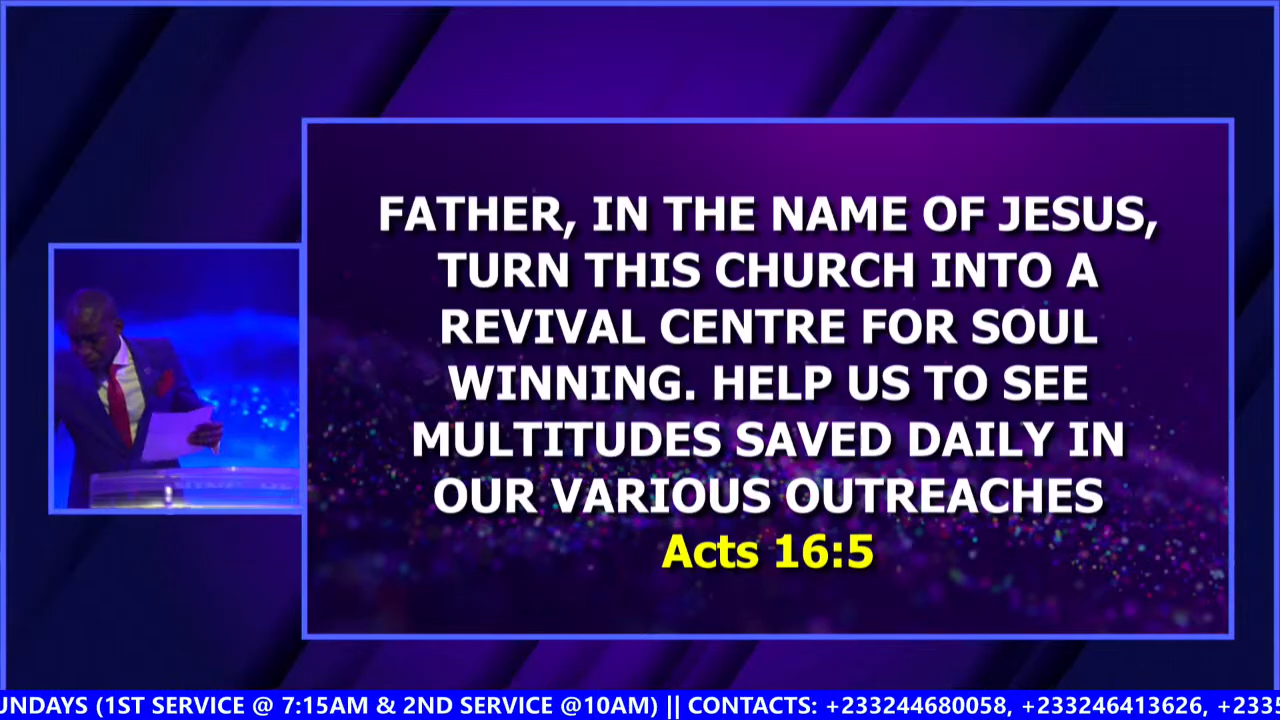 FATHER, IN THE NAME OF JESUS,
TURN THIS CHURCH INTO A
REVIVAL CENTRE FOR SOUL
WINNING. HELP US TO SEE
MULTITUDES SAVED DAILY IN
OUR VARIOUS OUTREACHES
Acts 16:5
UNDAYS (1ST SERVICE @ 7:15AM & 2ND SERVICE @10AM) || CONTACTS: +233244680058, +233246413626, +233